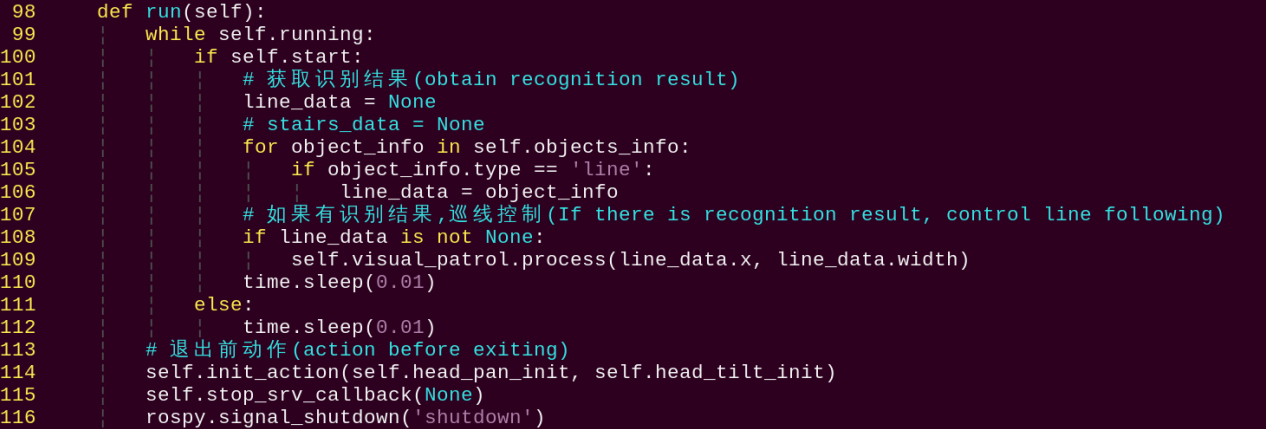 98     def run(self):
99         while self.running:
100             if self.start:
101                 # 获取识别结果(obtain recognition result)
102                 line_data = None
103                 # stairs_data = None
104                 for object_info in self.objects_info:
105                     if object_info.type == 'line':
106                         line_data = object_info
107                 # 如果有识别结果,巡线控制(If there is recognition result, control line following)
108                 if line_data is not None:
109                     self.visual_patrol.process(line_data.x, line_data.width)
110                 time.sleep(0.01)
111             else:
112                 time.sleep(0.01)
113         # 退出前动作(action before exiting)
114         self.init_action(self.head_pan_init, self.head_tilt_init)
115         self.stop_srv_callback(None)
116         rospy.signal_shutdown('shutdown')